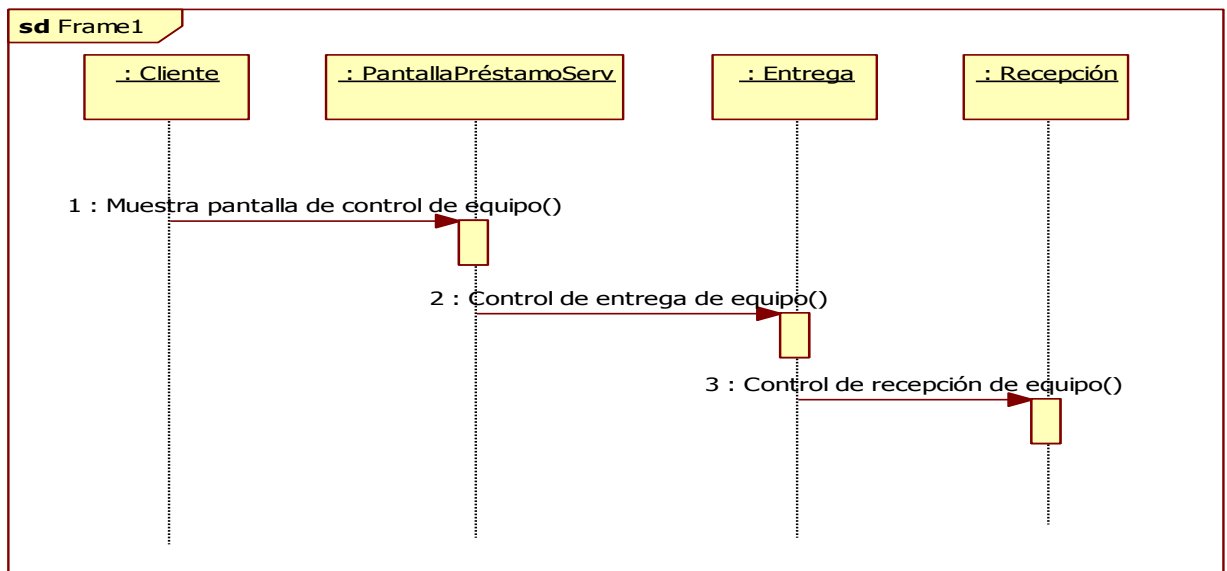 sd Frame1
: Cliente
: PantallaPréstamoServ
: Entrega
: Recepción
1 : Muestra pantalla de control de equipo()
2 : Control de entrega de equipo()
3 : Control de recepción de equipo()